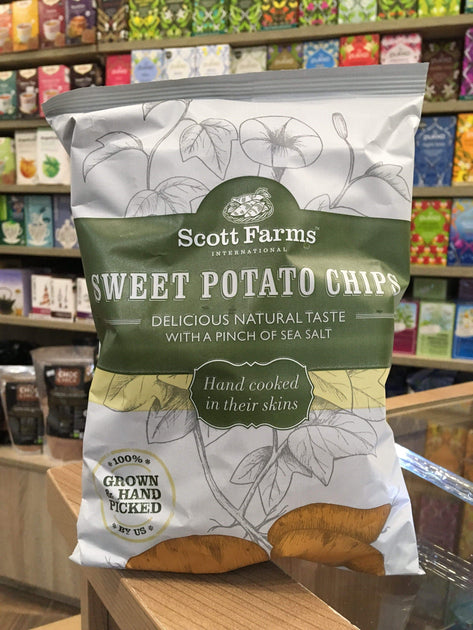 Scott Farms
INTERNATIONAL
SWEET POTATO CHIPS
DELICIOUS NATURAL TASTE
WITH A PINCH OF SEA SALT
Hand cooked
in their skins
100%
GROWN
& HAND
PICKED
BY US